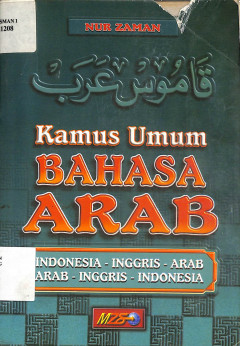 NUR ZAMAN
SMAN 1
1208
قاموس عرب
Kamus Umum
BAHASA
ARAB
INDONESIA - INGGRIS - ARAB
ARAB - INGGRIS - INDONESIA